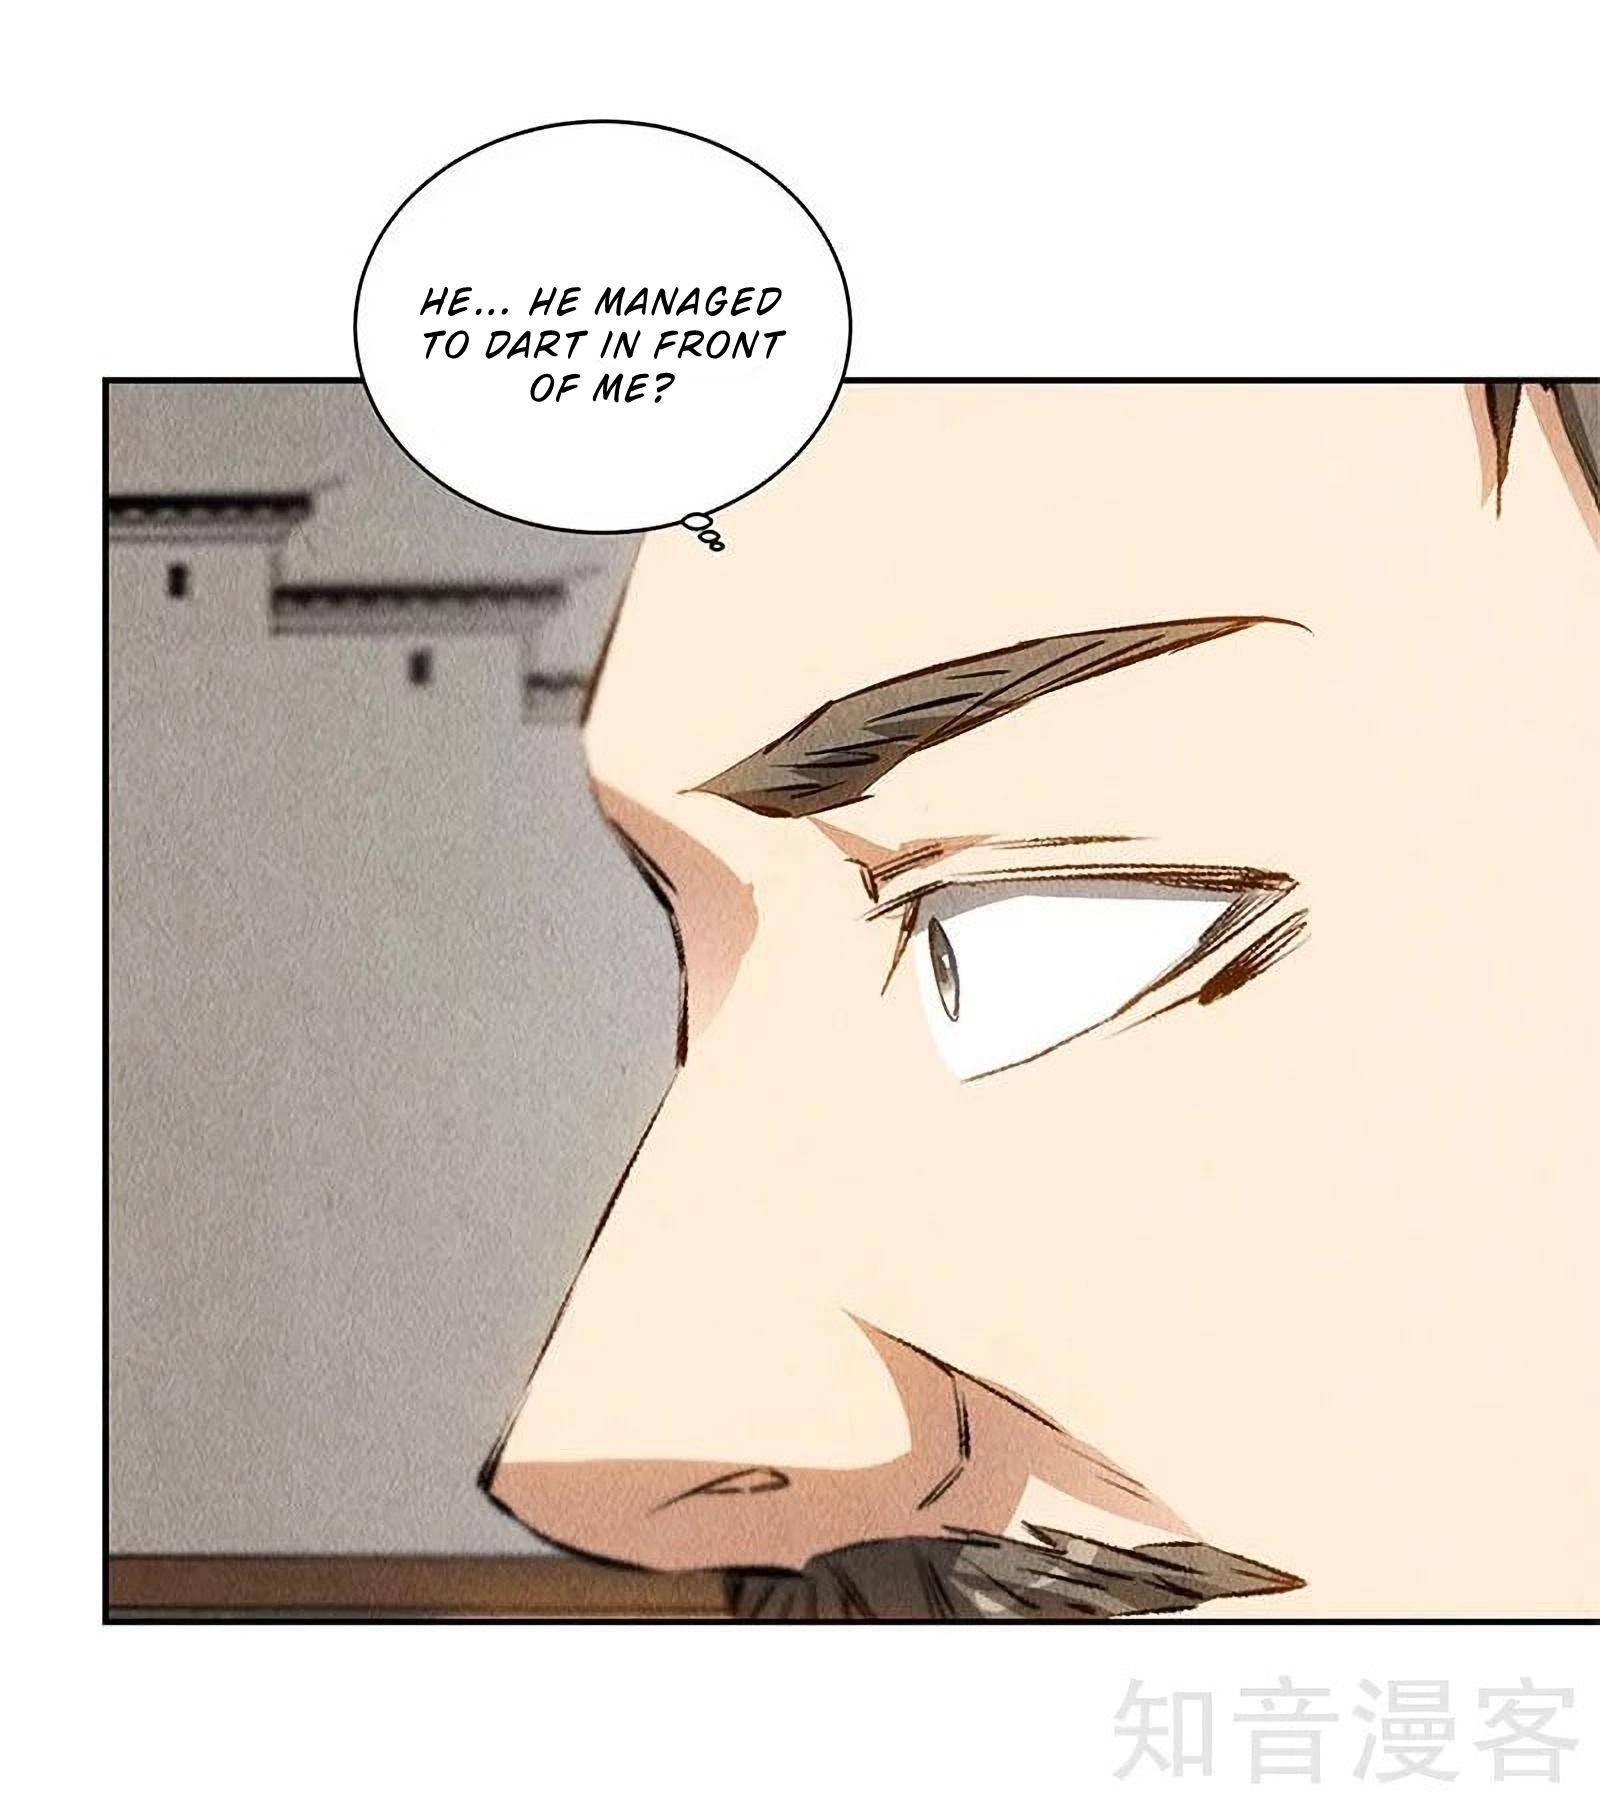 HE... HE MANAGED
TO DART IN FRONT
OF ME?
知音漫客